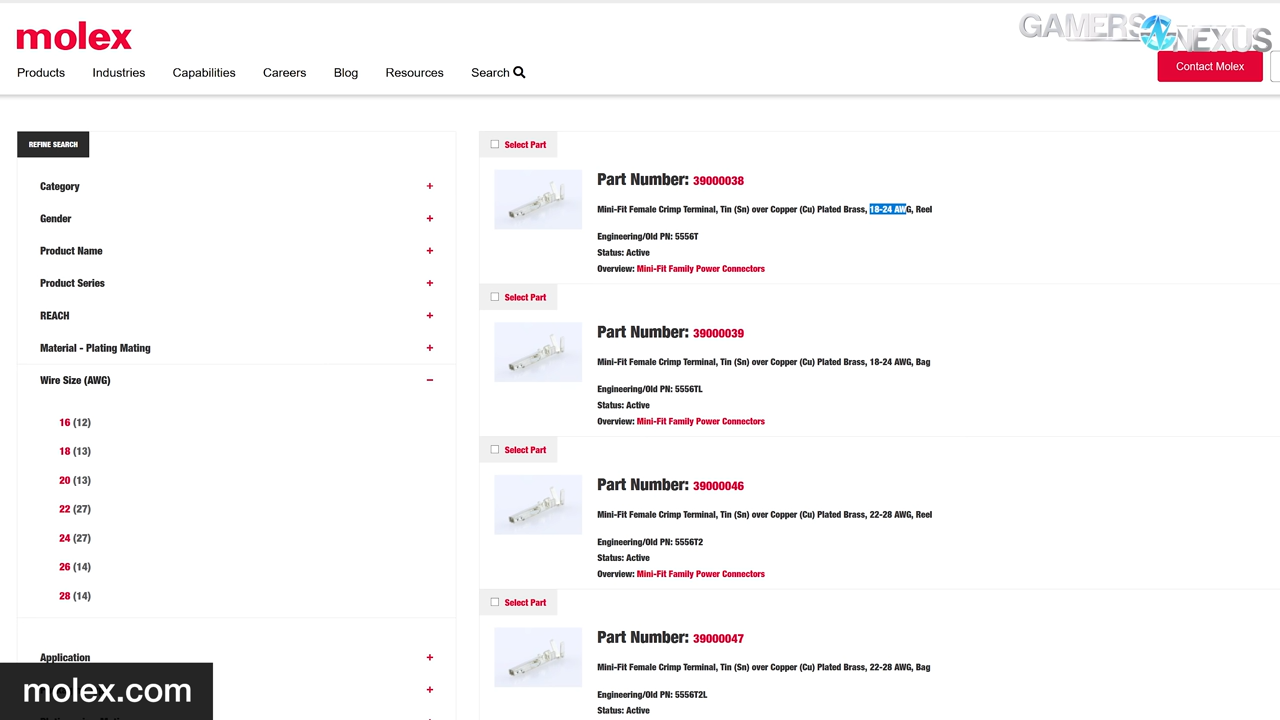 molex
GAMERS NEXUS
Products
Industries
Capabilities
Careers
Blog
Resources
Search
Contact Molex
REFINE SEARCH
Category +
Gender +
Product Name +
Product Series +
REACH +
Material - Plating Mating +
Wire Size (AWG) −
16 (12)
18 (13)
20 (13)
22 (27)
24 (27)
26 (14)
28 (14)
Application +
+
Select Part
Part Number: 39000038
Mini-Fit Female Crimp Terminal, Tin (Sn) over Copper (Cu) Plated Brass, 18-24 AWG, Reel
Engineering/Old PN: 5556T
Status: Active
Overview: Mini-Fit Family Power Connectors
Select Part
Part Number: 39000039
Mini-Fit Female Crimp Terminal, Tin (Sn) over Copper (Cu) Plated Brass, 18-24 AWG, Bag
Engineering/Old PN: 5556TL
Status: Active
Overview: Mini-Fit Family Power Connectors
Select Part
Part Number: 39000046
Mini-Fit Female Crimp Terminal, Tin (Sn) over Copper (Cu) Plated Brass, 22-28 AWG, Reel
Engineering/Old PN: 5556T2
Status: Active
Overview: Mini-Fit Family Power Connectors
Select Part
Part Number: 39000047
Mini-Fit Female Crimp Terminal, Tin (Sn) over Copper (Cu) Plated Brass, 22-28 AWG, Bag
Engineering/Old PN: 5556T2L
Status: Active
molex.com